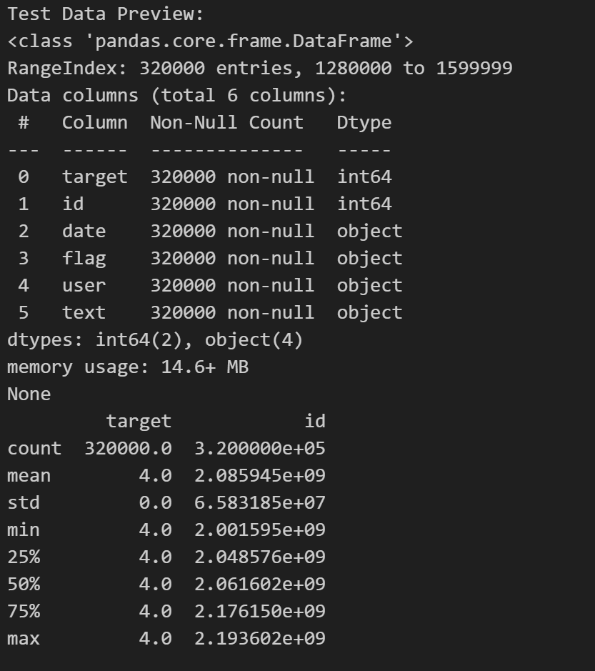 Test Data Preview:
<class 'pandas.core.frame.DataFrame'>
RangeIndex: 320000 entries, 1280000 to 1599999
Data columns (total 6 columns):
 #   Column  Non-Null Count   Dtype
---  ------  --------------   -----
 0   target  320000 non-null  int64
 1   id      320000 non-null  int64
 2   date    320000 non-null  object
 3   flag    320000 non-null  object
 4   user    320000 non-null  object
 5   text    320000 non-null  object
dtypes: int64(2), object(4)
memory usage: 14.6+ MB
None
         target            id
count  320000.0  3.200000e+05
mean        4.0  2.085945e+09
std         0.0  6.583185e+07
min         4.0  2.001595e+09
25%         4.0  2.048576e+09
50%         4.0  2.061602e+09
75%         4.0  2.176150e+09
max         4.0  2.193602e+09